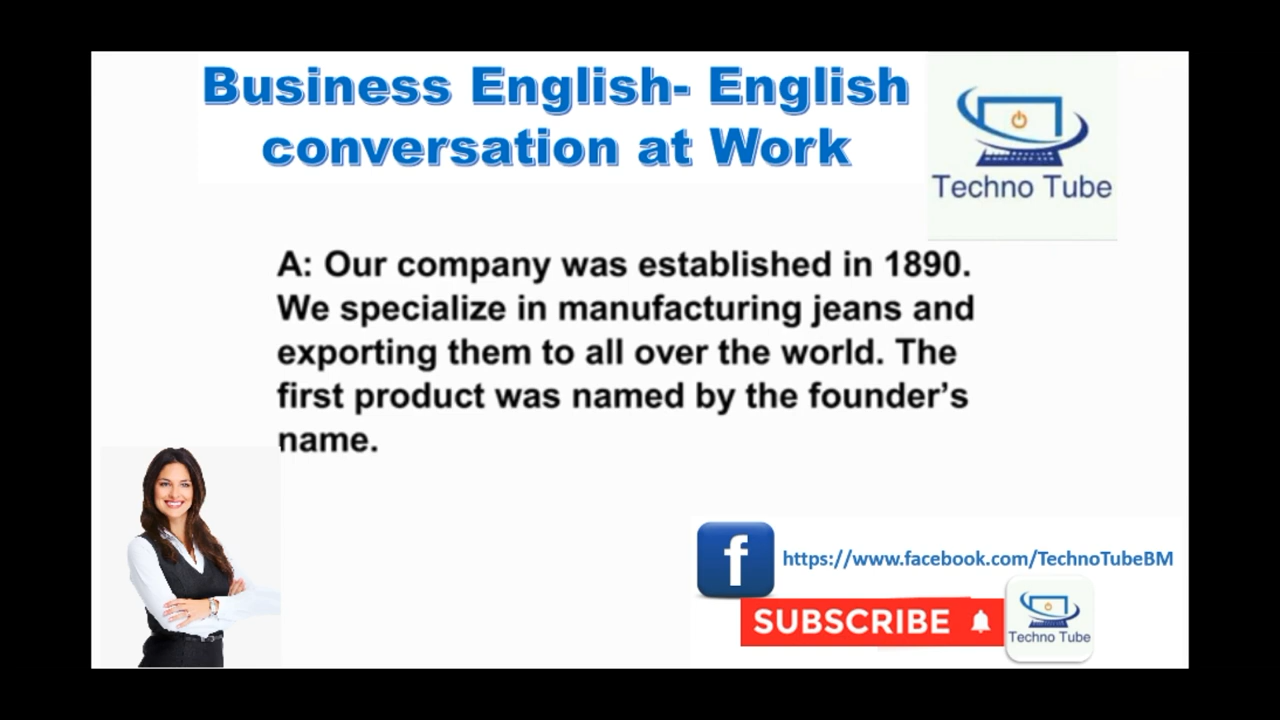 Business English- English
conversation at Work
Techno Tube
A: Our company was established in 1890.
We specialize in manufacturing jeans and
exporting them to all over the world. The
first product was named by the founder’s
name.
f
https://www.facebook.com/TechnoTubeBM
SUBSCRIBE
Techno Tube